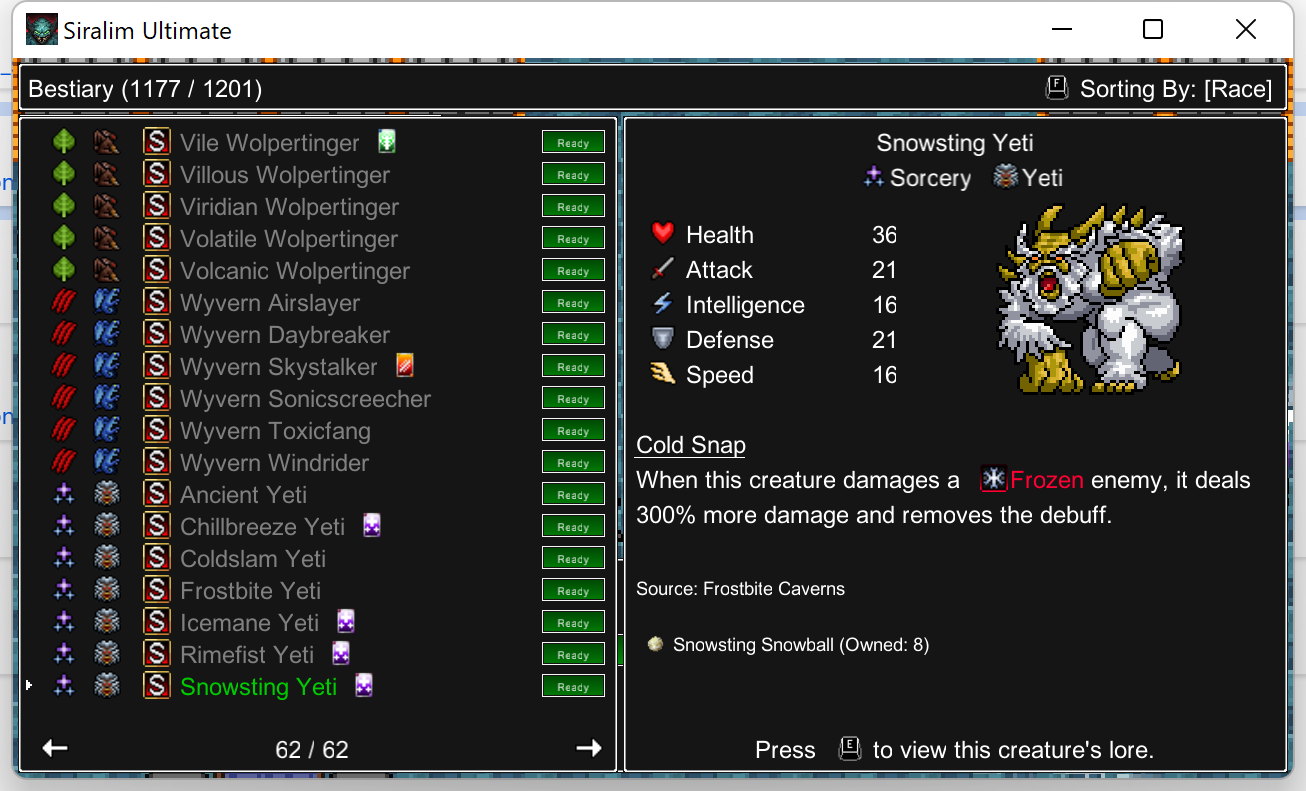 Siralim Ultimate
Bestiary (1177 / 1201)
F Sorting By: [Race]
S Vile Wolpertinger Ready
S Villous Wolpertinger Ready
S Viridian Wolpertinger Ready
S Volatile Wolpertinger Ready
S Volcanic Wolpertinger Ready
S Wyvern Airslayer Ready
S Wyvern Daybreaker Ready
S Wyvern Skystalker Ready
S Wyvern Sonicscreecher Ready
S Wyvern Toxicfang Ready
S Wyvern Windrider Ready
S Ancient Yeti Ready
S Chillbreeze Yeti Ready
S Coldslam Yeti Ready
S Frostbite Yeti Ready
S Icemane Yeti Ready
S Rimefist Yeti Ready
S Snowsting Yeti Ready
62 / 62
Snowsting Yeti
Sorcery Yeti
Health 36
Attack 21
Intelligence 16
Defense 21
Speed 16
Cold Snap
When this creature damages a Frozen enemy, it deals
300% more damage and removes the debuff.
Source: Frostbite Caverns
Snowsting Snowball (Owned: 8)
Press E to view this creature's lore.